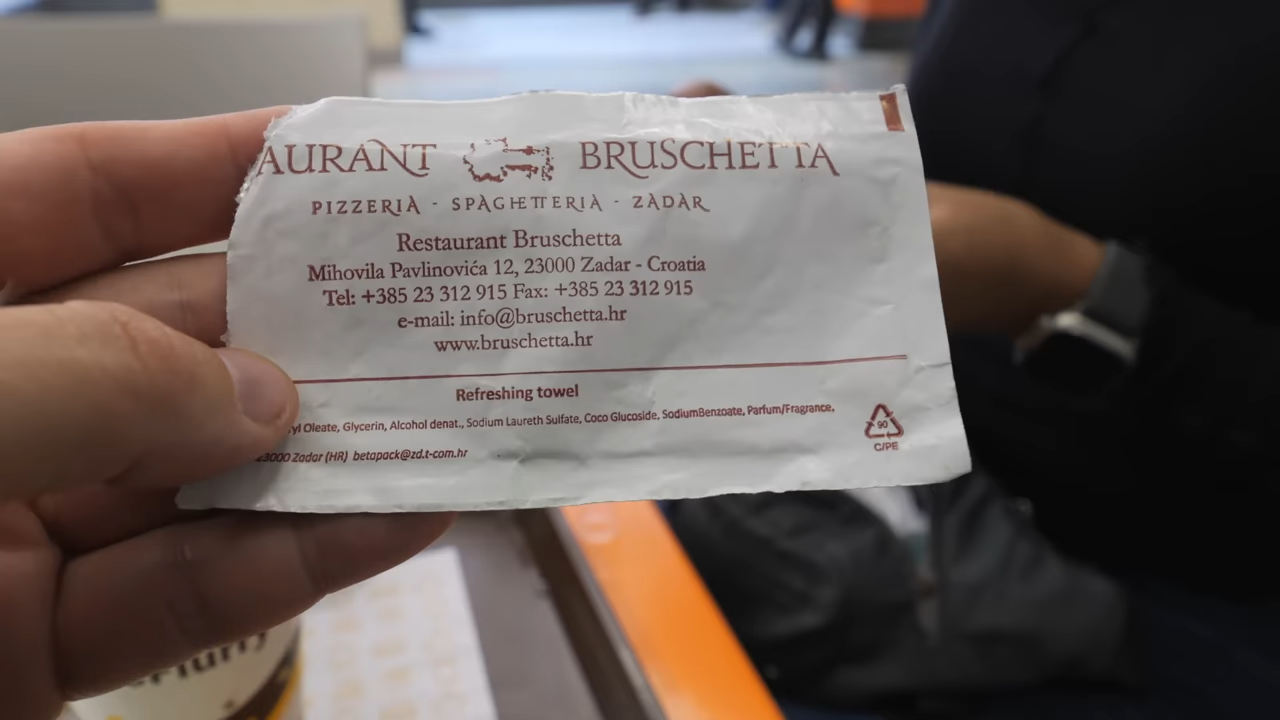 AURANT BRUSCHETTA
PIZZERIA - SPAGHETTERIA - ZADAR
Restaurant Bruschetta
Mihovila Pavlinovića 12, 23000 Zadar - Croatia
Tel: +385 23 312 915 Fax: +385 23 312 915
e-mail: info@bruschetta.hr
www.bruschetta.hr
Refreshing towel
yl Oleate, Glycerin, Alcohol denat., Sodium Laureth Sulfate, Coco Glucoside, SodiumBenzoate, Parfum/Fragrance,
90
C/PE
23000 Zadar (HR) betapack@zd.t-com.hr